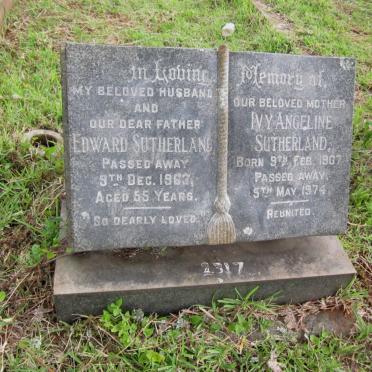 In Loving Memory of
MY BELOVED HUSBAND
AND
OUR DEAR FATHER
EDWARD SUTHERLAND
PASSED AWAY
9TH DEC. 1963,
AGED 55 YEARS.
SO DEARLY LOVED.
OUR BELOVED MOTHER
IVY ANGELINE
SUTHERLAND,
BORN 9TH FEB. 1907
PASSED AWAY
5TH MAY 1974.
REUNITED.
2317